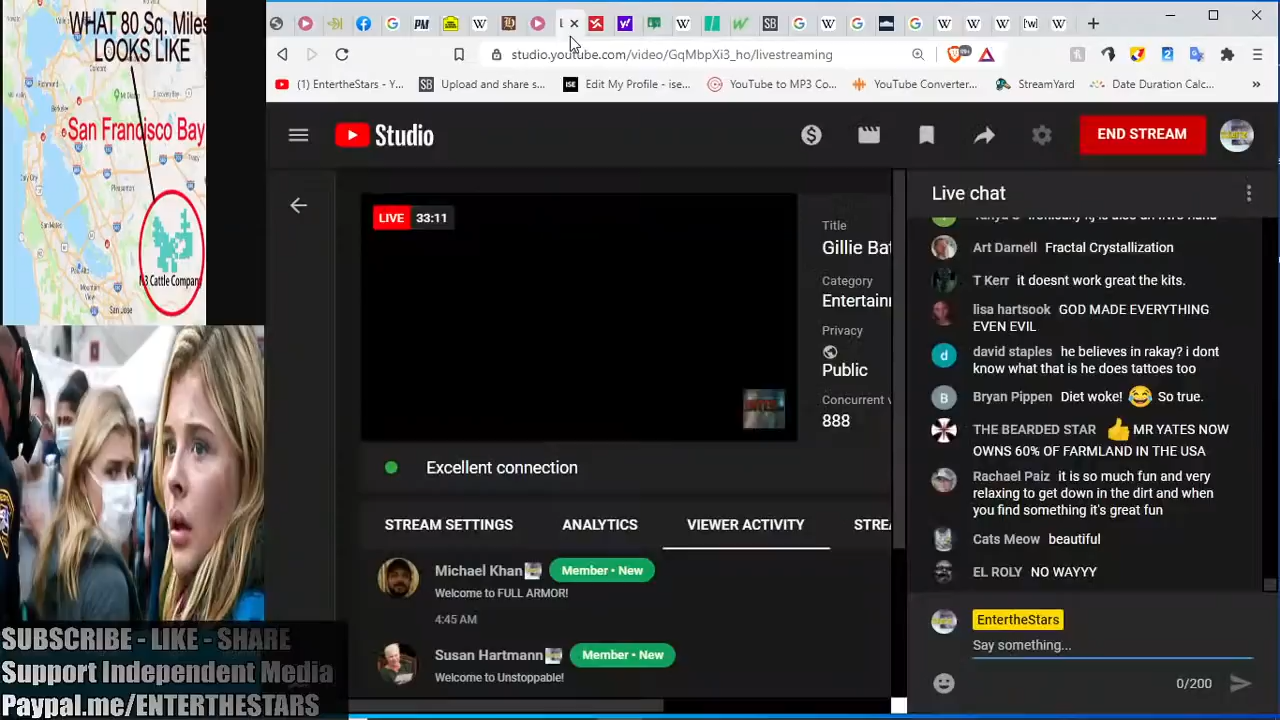 WHAT 80 Sq. Miles
LOOKS LIKE
San Francisco Bay
N3 Cattle Company
SUBSCRIBE - LIKE - SHARE
Support Independent Media
Paypal.me/ENTERTHESTARS
studio.youtube.com/video/GqMbpXi3_ho/livestreaming
(1) EntertheStars - Y...
SB Upload and share s...
ISE Edit My Profile - ise...
YouTube to MP3 Co...
YouTube Converter...
StreamYard
Date Duration Calc...
Studio
END STREAM
LIVE 33:11
Title
Gillie Bat
Category
Entertain
Privacy
Public
Concurrent v
888
Excellent connection
STREAM SETTINGS
ANALYTICS
VIEWER ACTIVITY
STREA
Michael Khan Member • New
Welcome to FULL ARMOR!
4:45 AM
Susan Hartmann Member • New
Welcome to Unstoppable!
Live chat
Art Darnell Fractal Crystallization
T Kerr it doesnt work great the kits.
lisa hartsook GOD MADE EVERYTHING
EVEN EVIL
david staples he believes in rakay? i dont
know what that is he does tattoes too
Bryan Pippen Diet woke! 😂 So true.
THE BEARDED STAR 👍 MR YATES NOW
OWNS 60% OF FARMLAND IN THE USA
Rachael Paiz it is so much fun and very
relaxing to get down in the dirt and when
you find something it's great fun
Cats Meow beautiful
EL ROLY NO WAYYY
EntertheStars
Say something...
0/200